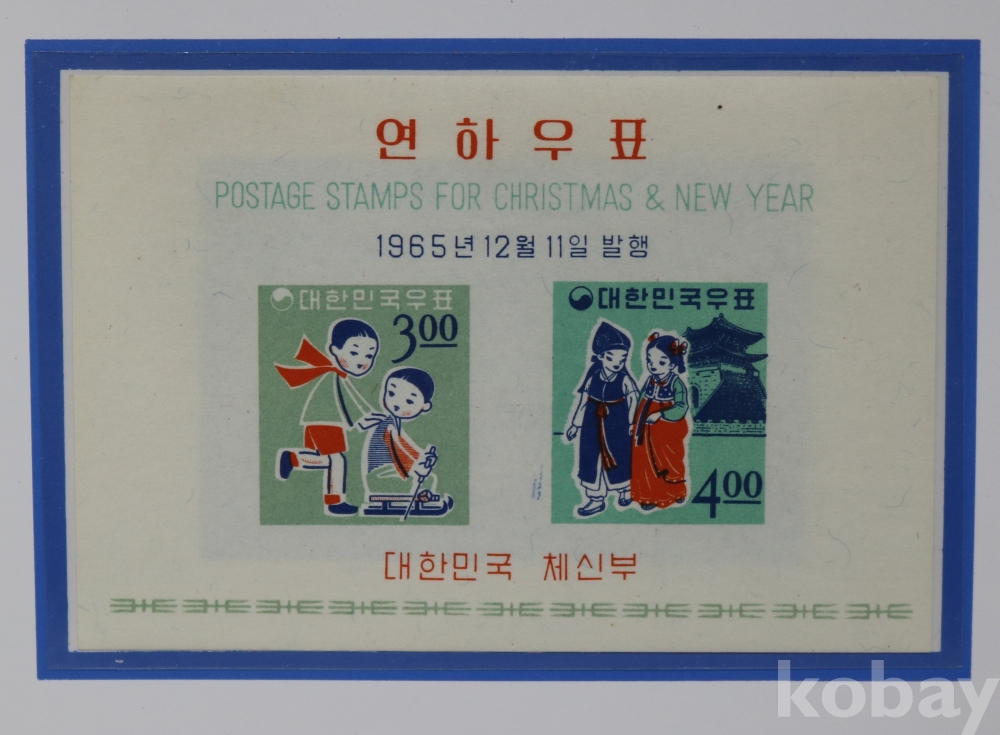 연하우표
POSTAGE STAMPS FOR CHRISTMAS & NEW YEAR
1965년 12월 11일 발행
대한민국우표
3.00
대한민국우표
4.00
대한민국 체신부
kobay